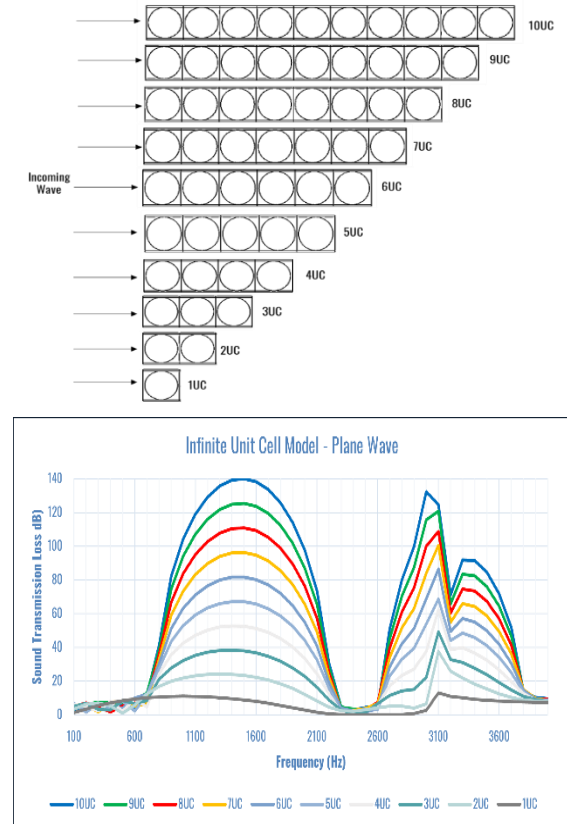 10UC
9UC
8UC
7UC
Incoming
Wave
6UC
5UC
4UC
3UC
2UC
1UC
Infinite Unit Cell Model - Plane Wave
Sound Transmission Loss dB)
140
120
100
80
60
40
20
0
100 600 1100 1600 2100 2600 3100 3600
Frequency (Hz)
10UC 9UC 8UC 7UC 6UC 5UC 4UC 3UC 2UC 1UC